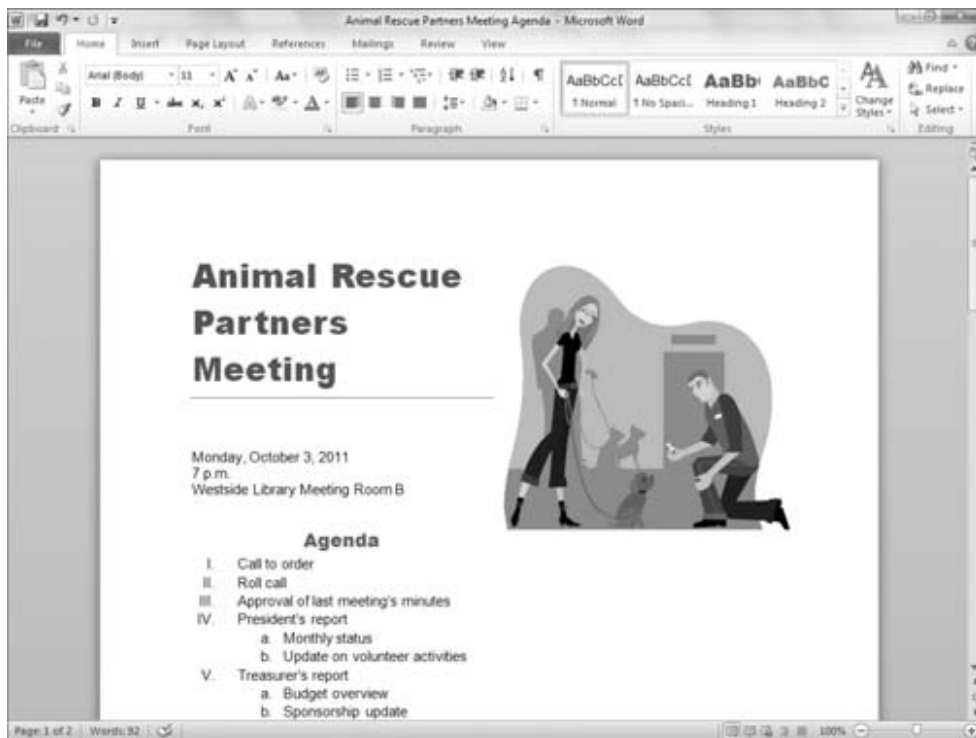 Animal Rescue Partners Meeting Agenda - Microsoft Word
File Home Insert Page Layout References Mailings Review View
Paste
Arial (Body) 11
B I U abc x, x²
AaBbCcI AaBbCcI AaBb( AaBbC
¶ Normal ¶ No Spaci... Heading 1 Heading 2
Change Styles
Find
Replace
Select
Clipboard Font Paragraph Styles Editing
Animal Rescue
Partners
Meeting
Monday, October 3, 2011
7 p.m.
Westside Library Meeting Room B
Agenda
I. Call to order
II. Roll call
III. Approval of last meeting's minutes
IV. President's report
a. Monthly status
b. Update on volunteer activities
V. Treasurer's report
a. Budget overview
b. Sponsorship update
Page: 1 of 2 Words: 92 100%